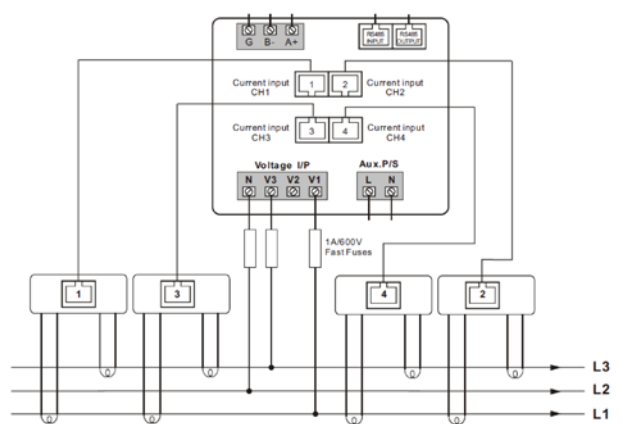 G B- A+
RS485 INPUT
RS485 OUTPUT
Current input CH1
1
2
Current input CH2
Current input CH3
3
4
Current input CH4
Voltage I/P
Aux.P/S
N V3 V2 V1
L N
1A/600V
Fast Fuses
1
3
4
2
L3
L2
L1